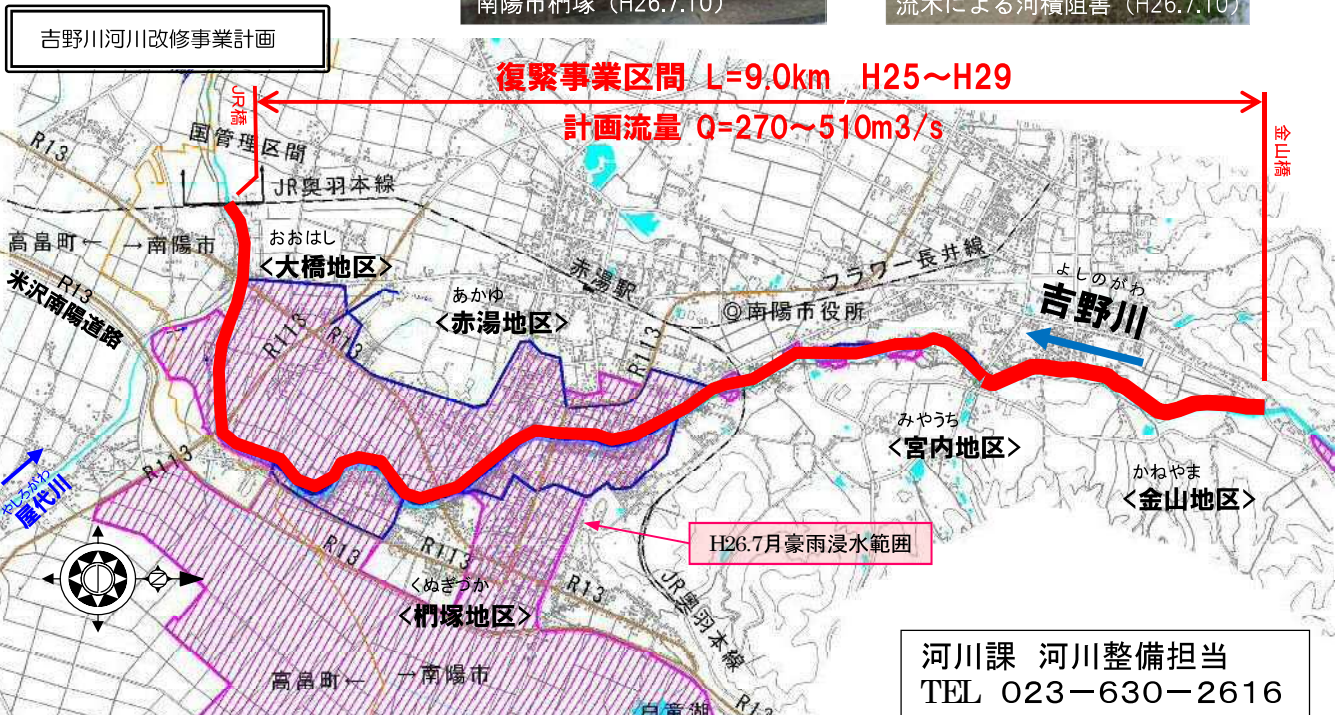 南陽市椚塚（H26.7.10）
流木による河積阻害（H26.7.10）
吉野川河川改修事業計画
復緊事業区間 L=9.0km H25～H29
計画流量 Q=270～510m3/s
JR橋
金山橋
国管理区間
R13
JR奥羽本線
高畠町← →南陽市
おおはし
<大橋地区>
R13
米沢南陽道路
あかゆ
<赤湯地区>
赤湯駅
フラワー長井線
◎南陽市役所
よしのがわ
吉野川
R113
R13
R113
みやうち
<宮内地区>
かねやま
<金山地区>
R113
やしろがわ
屋代川
H26.7月豪雨浸水範囲
R13
R113
くぬぎづか
<椚塚地区>
R13
JR奥羽本線
高畠町← →南陽市
白竜湖
R13
河川課 河川整備担当
TEL 023－630－2616